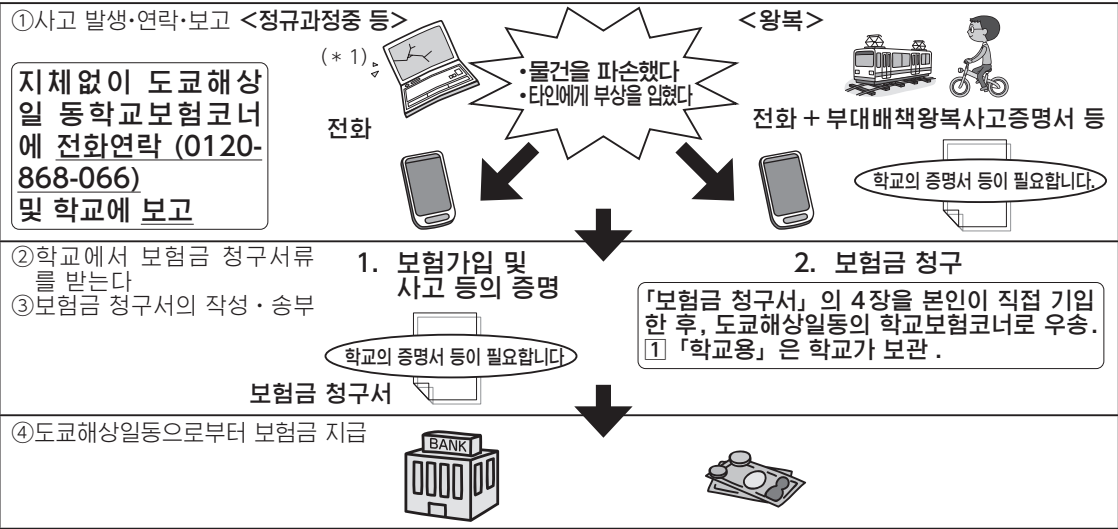 ①사고 발생·연락·보고 <정규과정중 등>
(* 1)
지체없이 도쿄해상
일 동학교보험코너
에 전화연락 (0120-
868-066)
및 학교에 보고
전화
·물건을 파손했다
·타인에게 부상을 입혔다
<왕복>
전화 + 부대배책왕복사고증명서 등
학교의 증명서 등이 필요합니다.
②학교에서 보험금 청구서류
를 받는다
③보험금 청구서의 작성·송부
1. 보험가입 및
사고 등의 증명
학교의 증명서 등이 필요합니다
보험금 청구서
2. 보험금 청구
「보험금 청구서」의 4장을 본인이 직접 기입
한 후, 도쿄해상일동의 학교보험코너로 우송.
1 「학교용」은 학교가 보관 .
④도쿄해상일동으로부터 보험금 지급
BANK